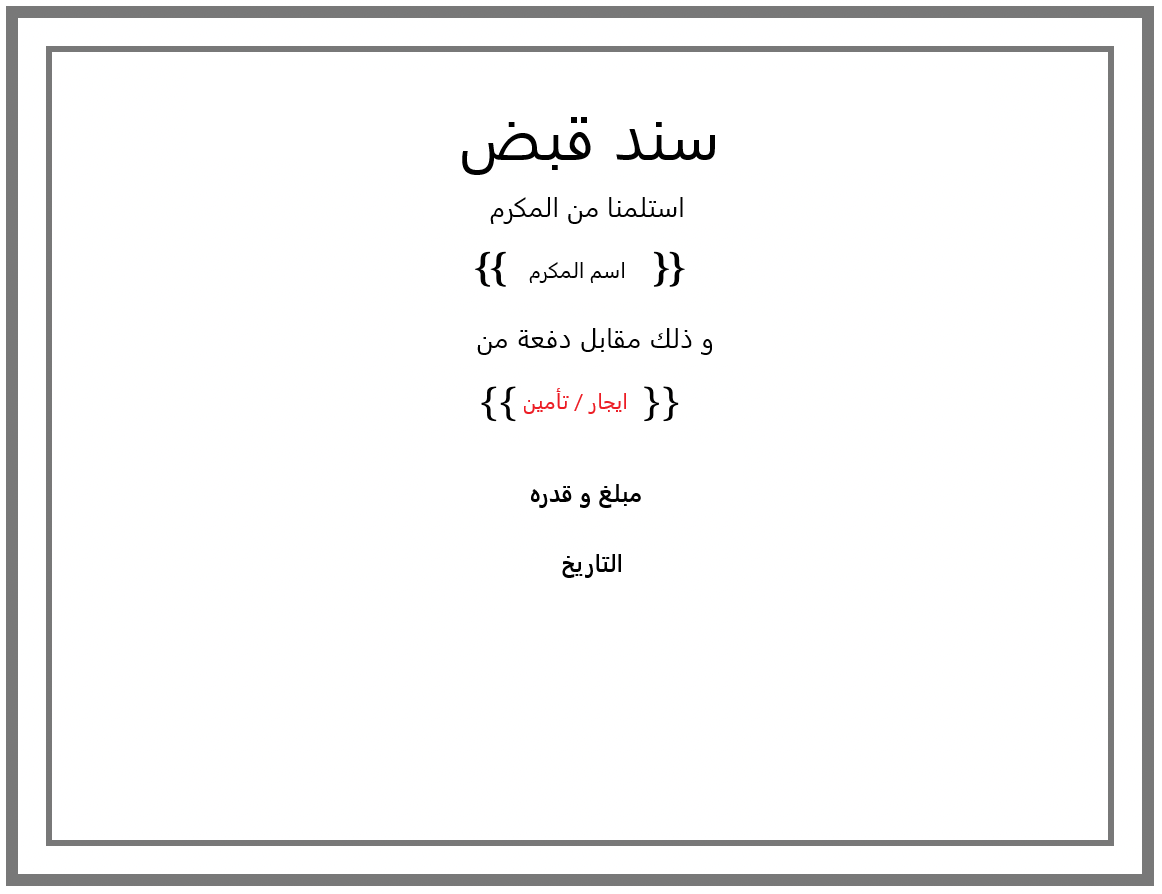 سند قبض
استلمنا من المكرم
{{ اسم المكرم }}
و ذلك مقابل دفعة من
{{ ايجار / تأمين }}
مبلغ و قدره
التاريخ